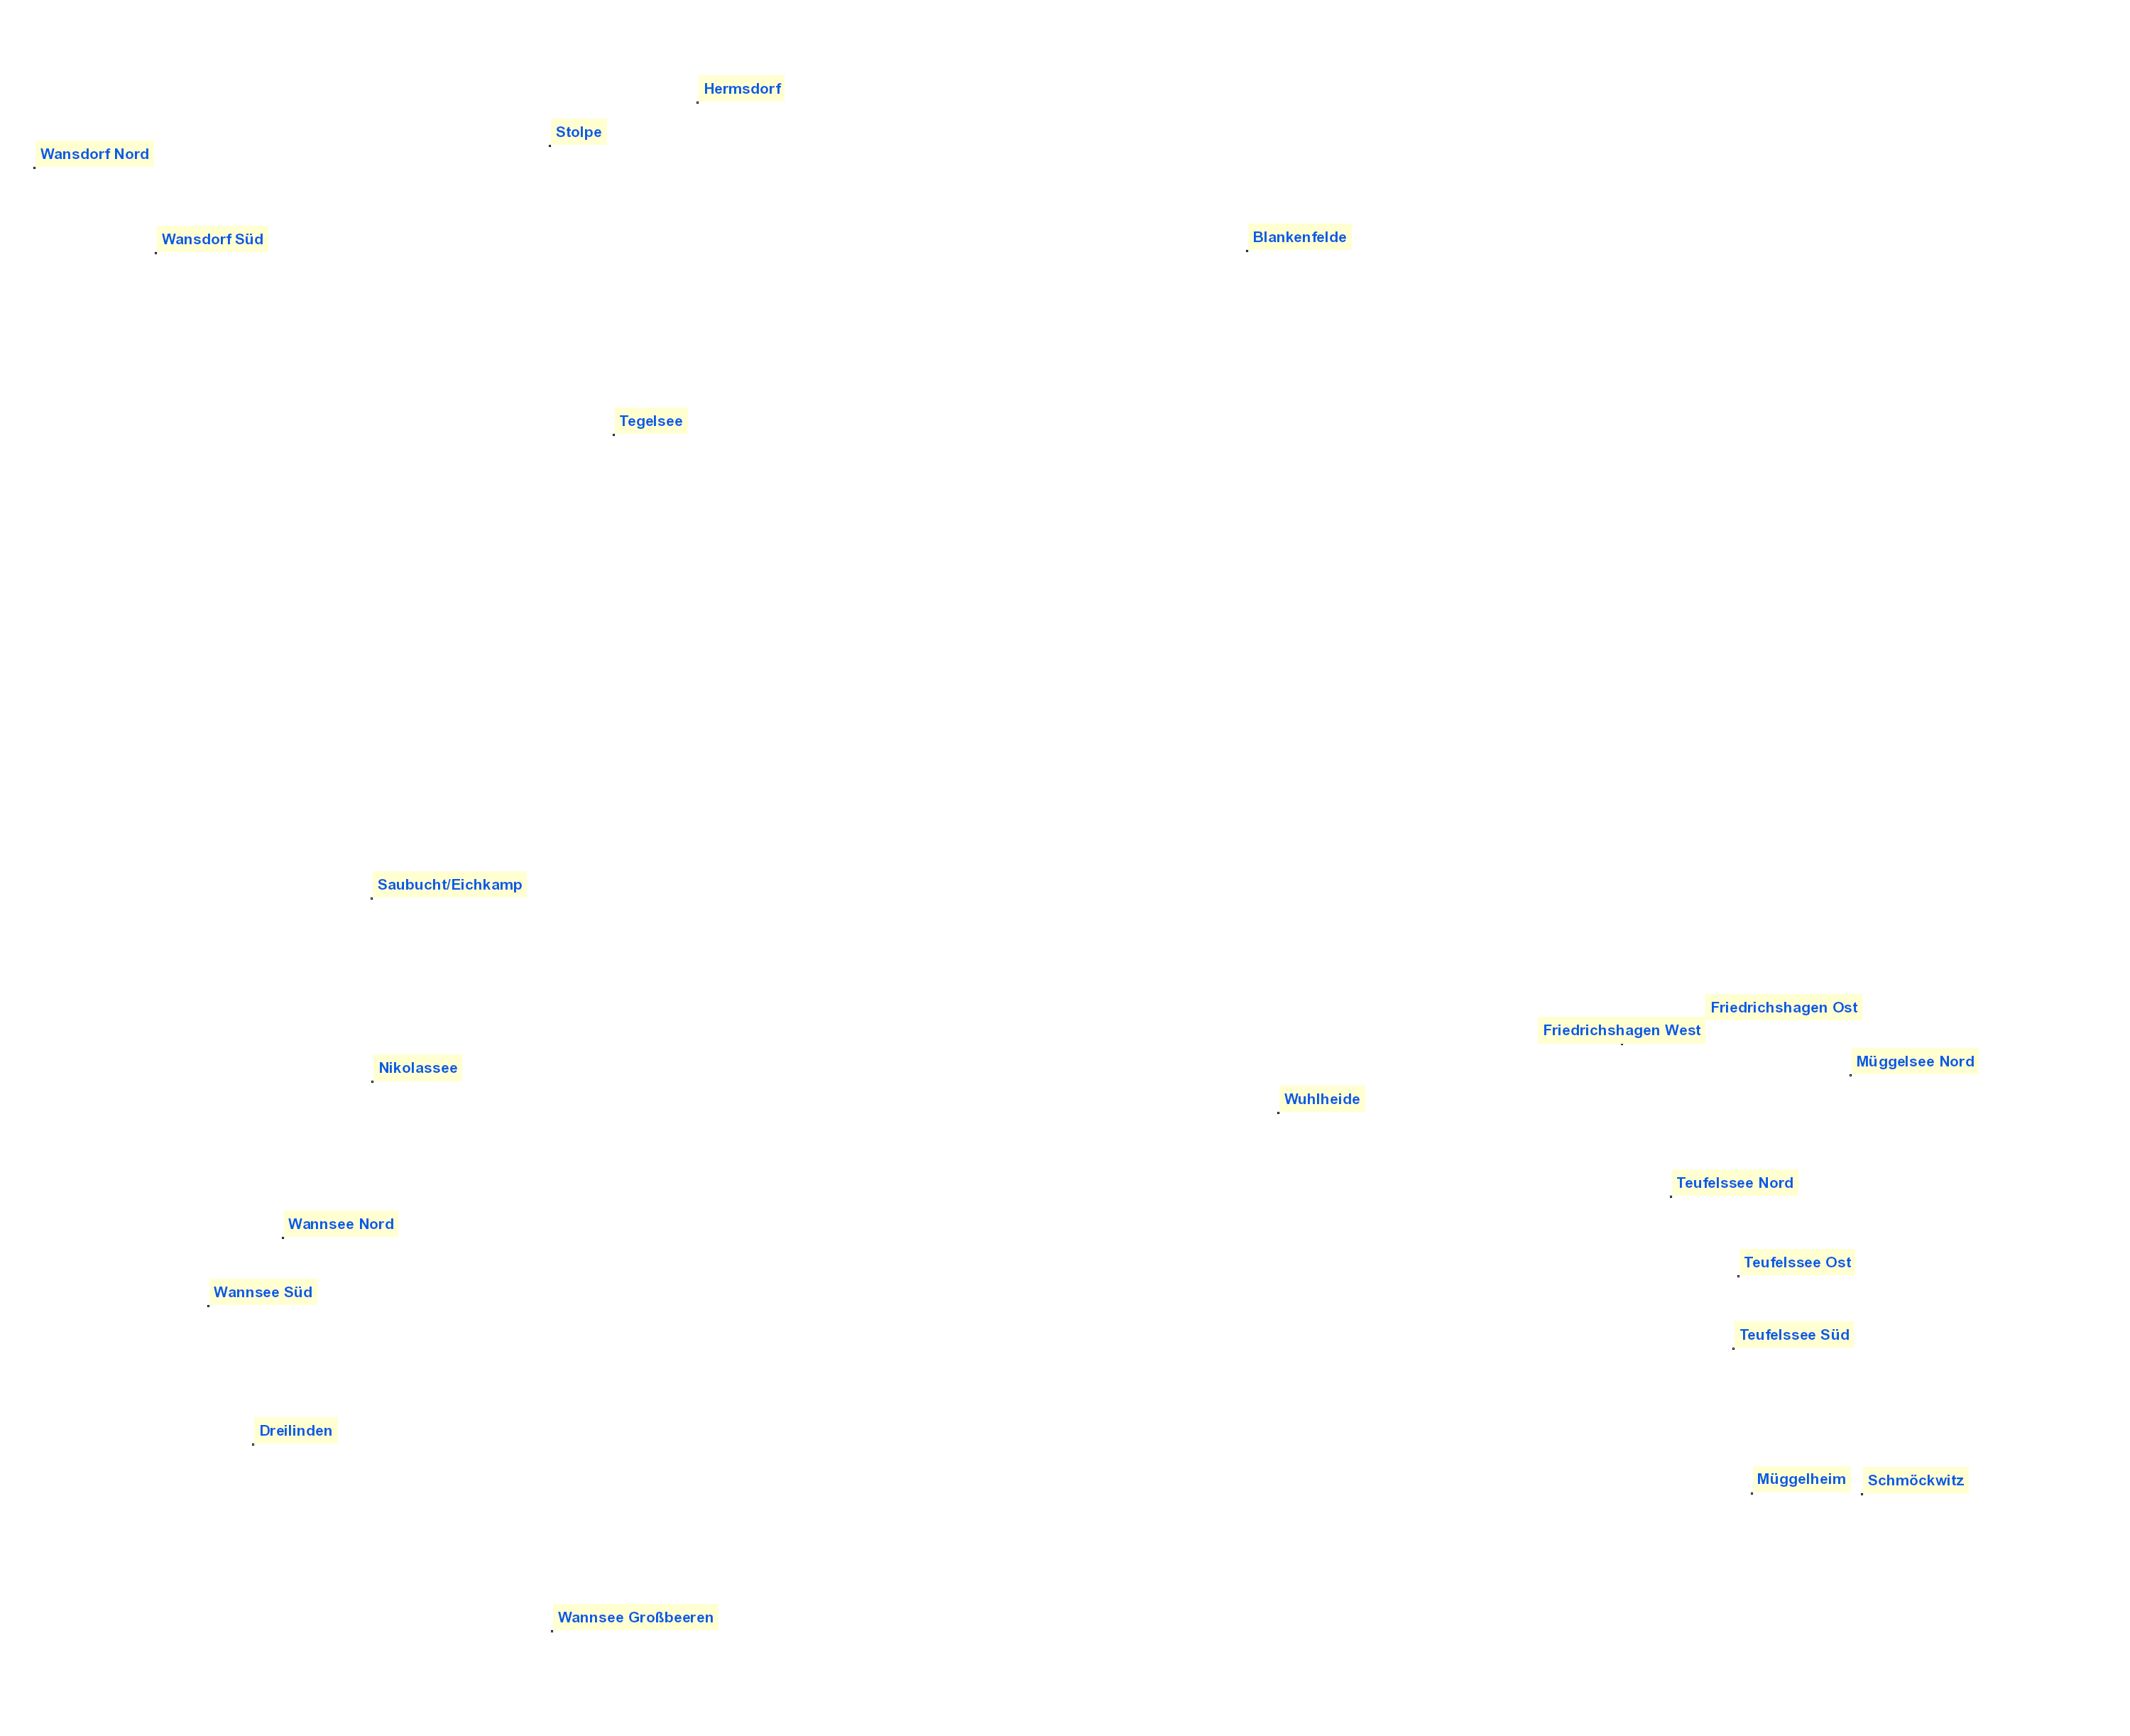 Hermsdorf
Stolpe
Wansdorf Nord
Blankenfelde
Wansdorf Süd
Tegelsee
Saubucht/Eichkamp
Friedrichshagen Ost
Friedrichshagen West
Müggelsee Nord
Nikolassee
Wuhlheide
Teufelssee Nord
Wannsee Nord
Teufelssee Ost
Wannsee Süd
Teufelssee Süd
Dreilinden
Müggelheim
Schmöckwitz
Wannsee Großbeeren